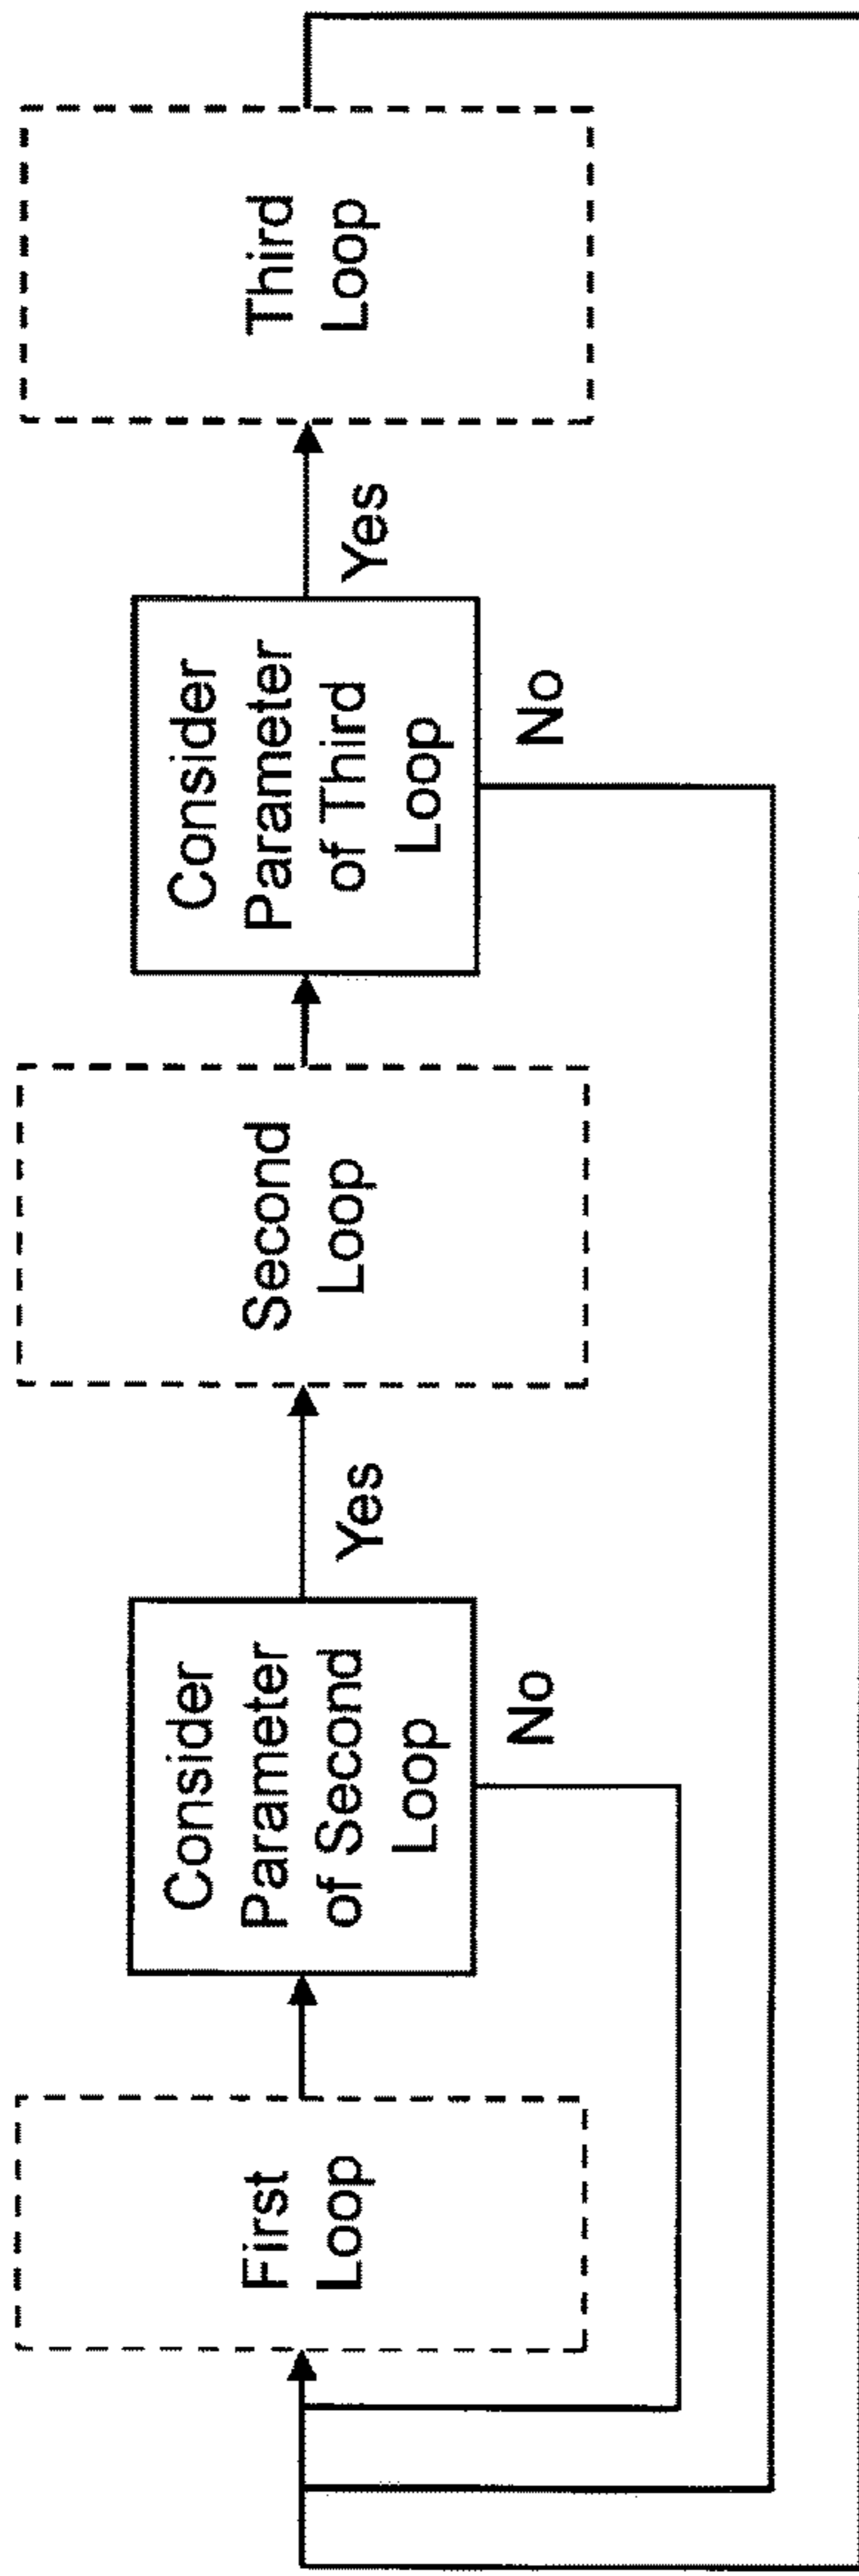 First
Loop
Consider
Parameter
of Second
Loop
No
Yes
Second
Loop
Consider
Parameter
of Third
Loop
No
Yes
Third
Loop